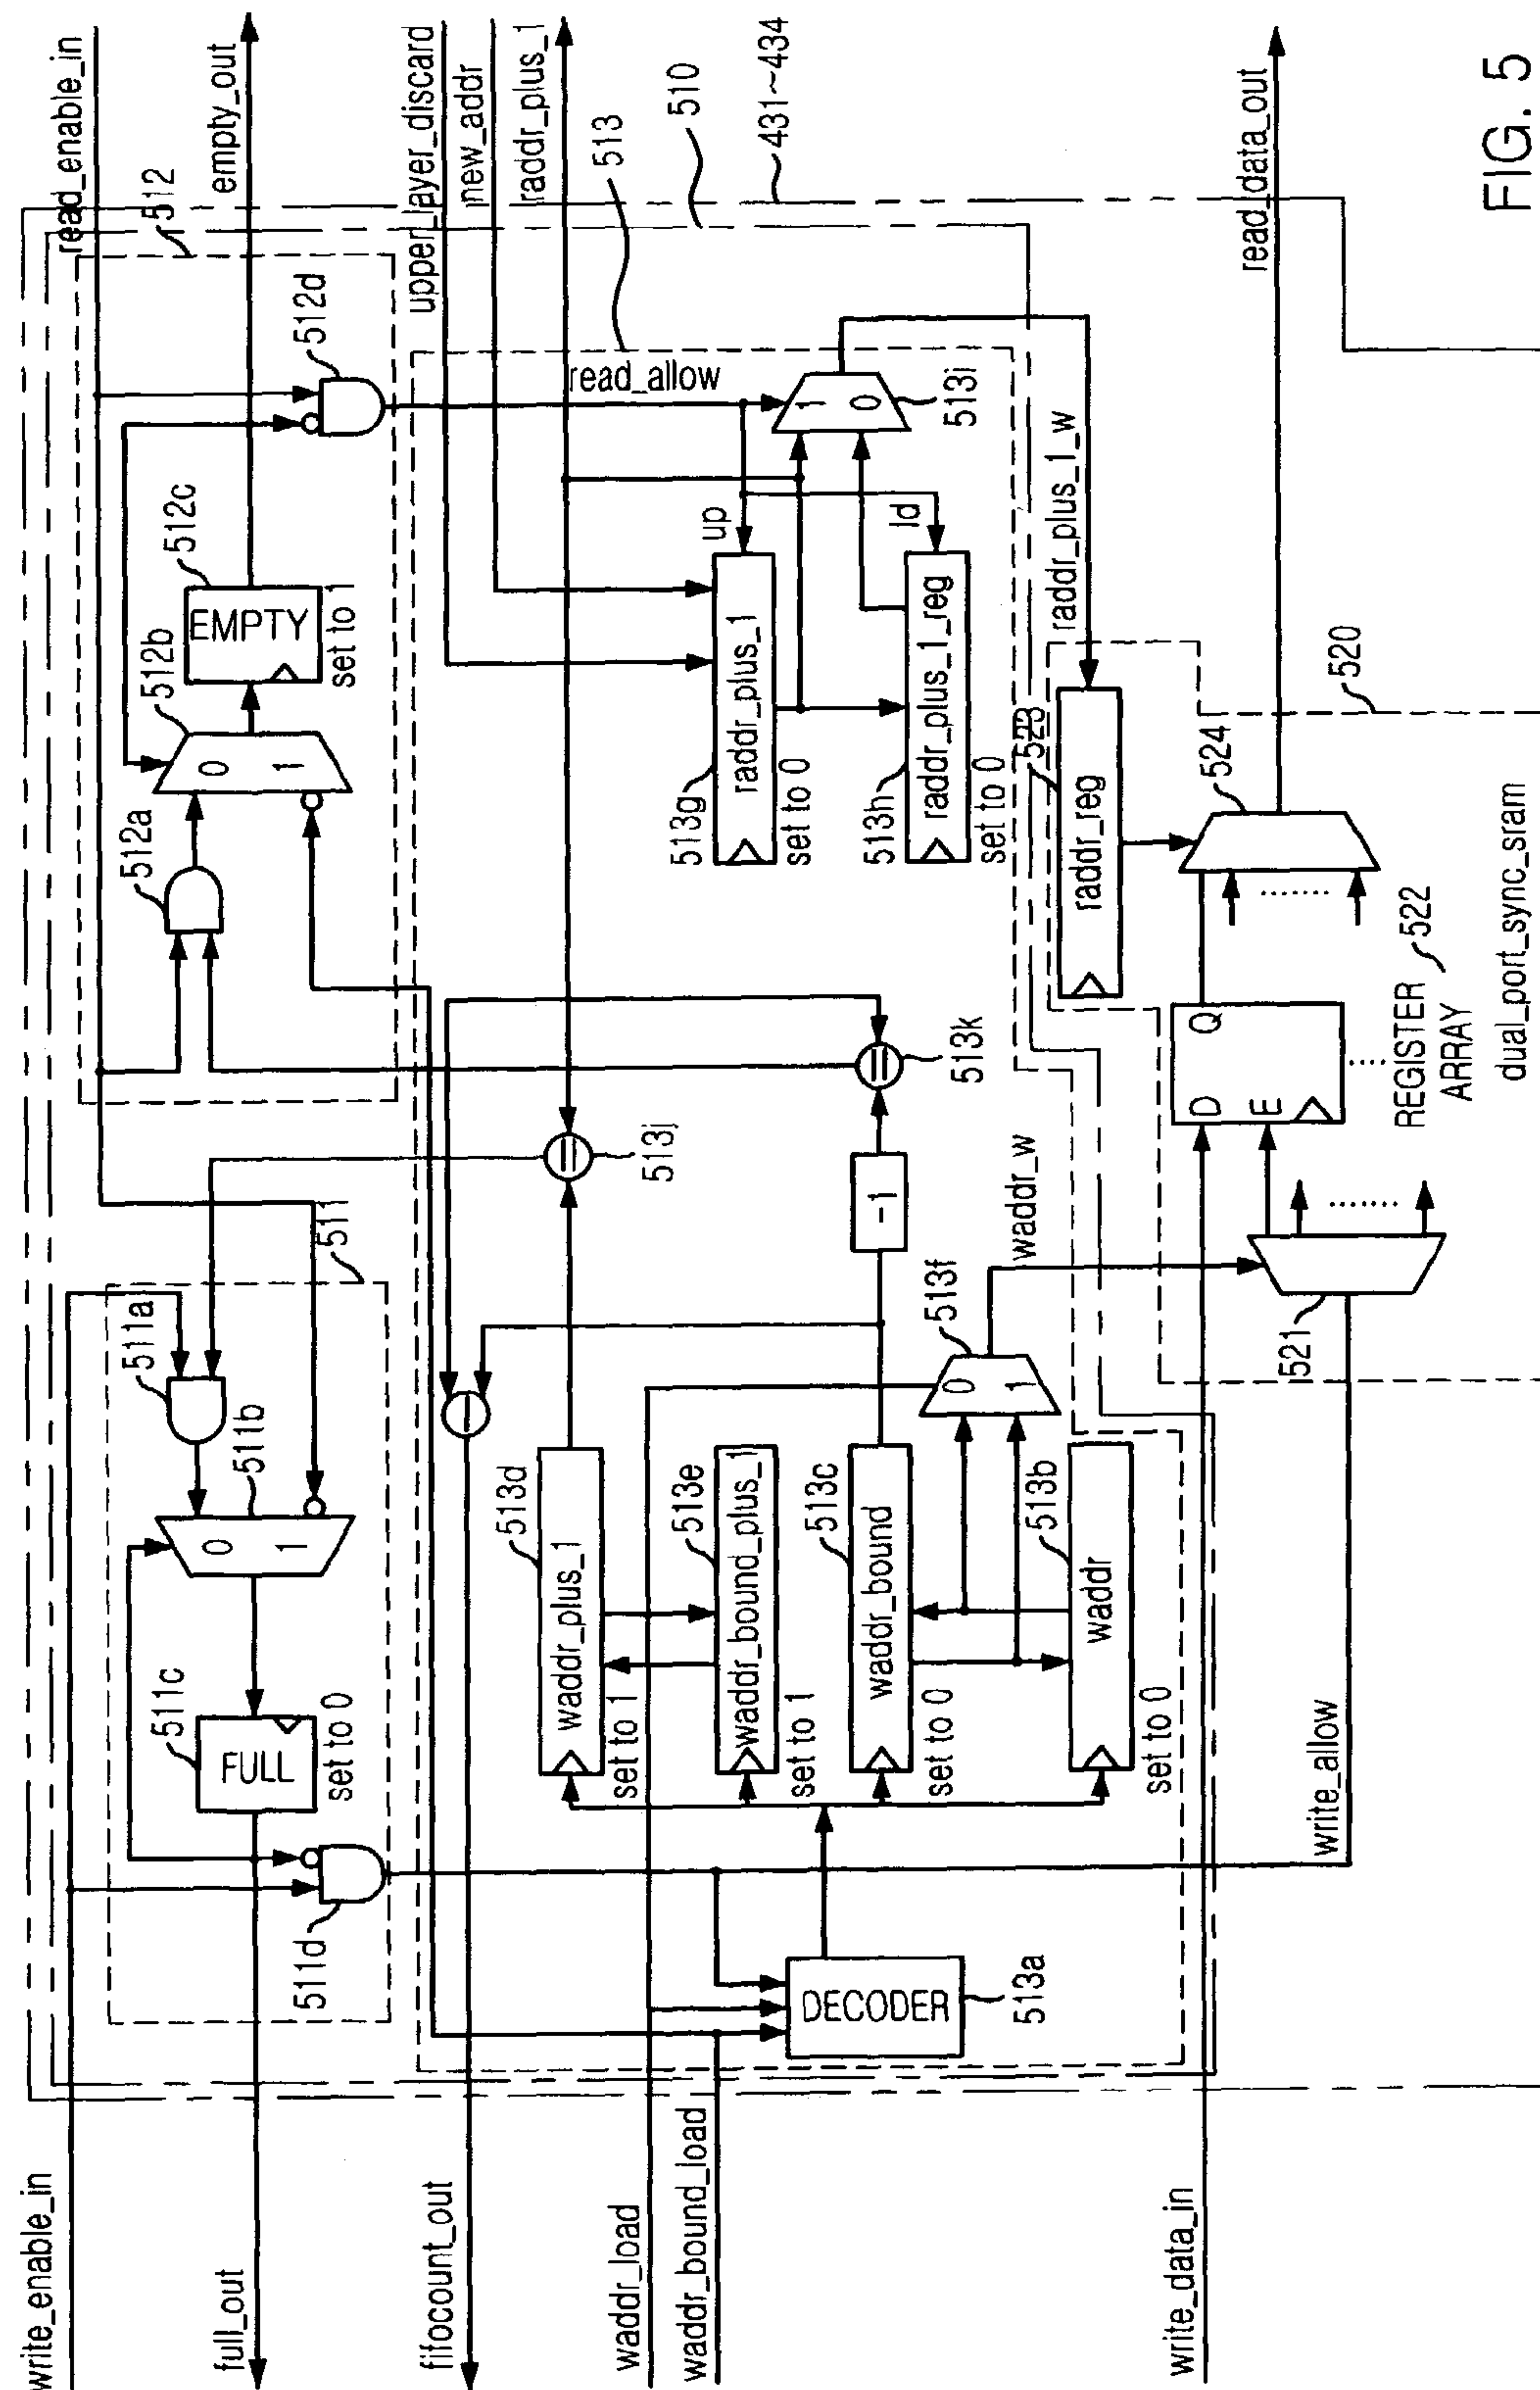 write_enable_in
full_out
fifocount_out
waddr_load
waddr_bound_load
write_data_in
511
511a
511b
511c
FULL
set to 0
511d
0
1
read_enable_in
empty_out
512
512a
512b
0
1
512c
EMPTY
set to 1
512d
upper_layer_discard
new_addr
raddr_plus_1
513
510
431~434
DECODER
513a
waddr_plus_1
set to 1
513d
waddr_bound_plus_1
set to 1
513e
waddr_bound
set to 0
513c
waddr
set to 0
513b
0
1
513f
waddr_w
-1
513j
513k
read_allow
up
ld
513g
raddr_plus_1
set to 0
513h
raddr_plus_1_reg
set to 0
1
0
513i
raddr_plus_1_w
write_allow
521
D
Q
E
REGISTER
ARRAY
522
523
raddr_reg
524
520
dual_port_sync_sram
read_data_out
FIG. 5